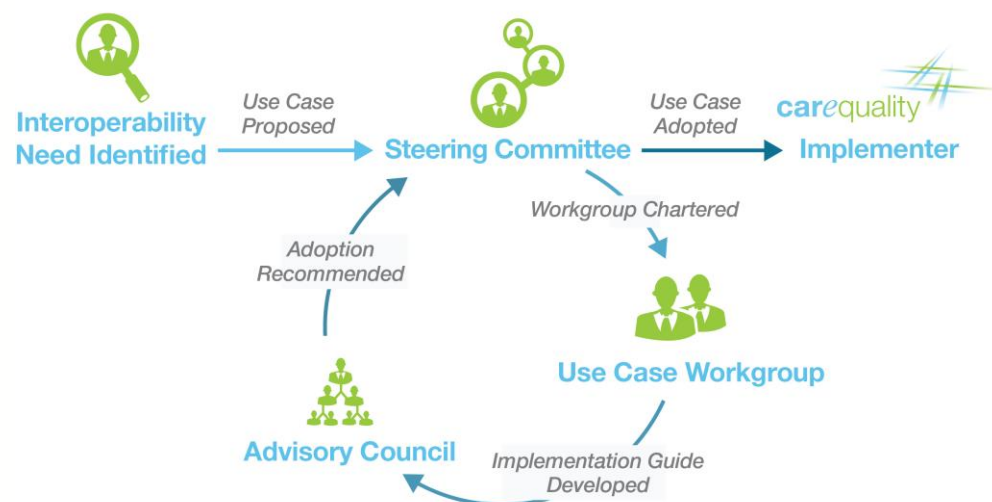 Interoperability
Need Identified
Use Case
Proposed
Steering Committee
Use Case
Adopted
carequality
Implementer
Workgroup Chartered
Adoption
Recommended
Use Case Workgroup
Advisory Council
Implementation Guide
Developed